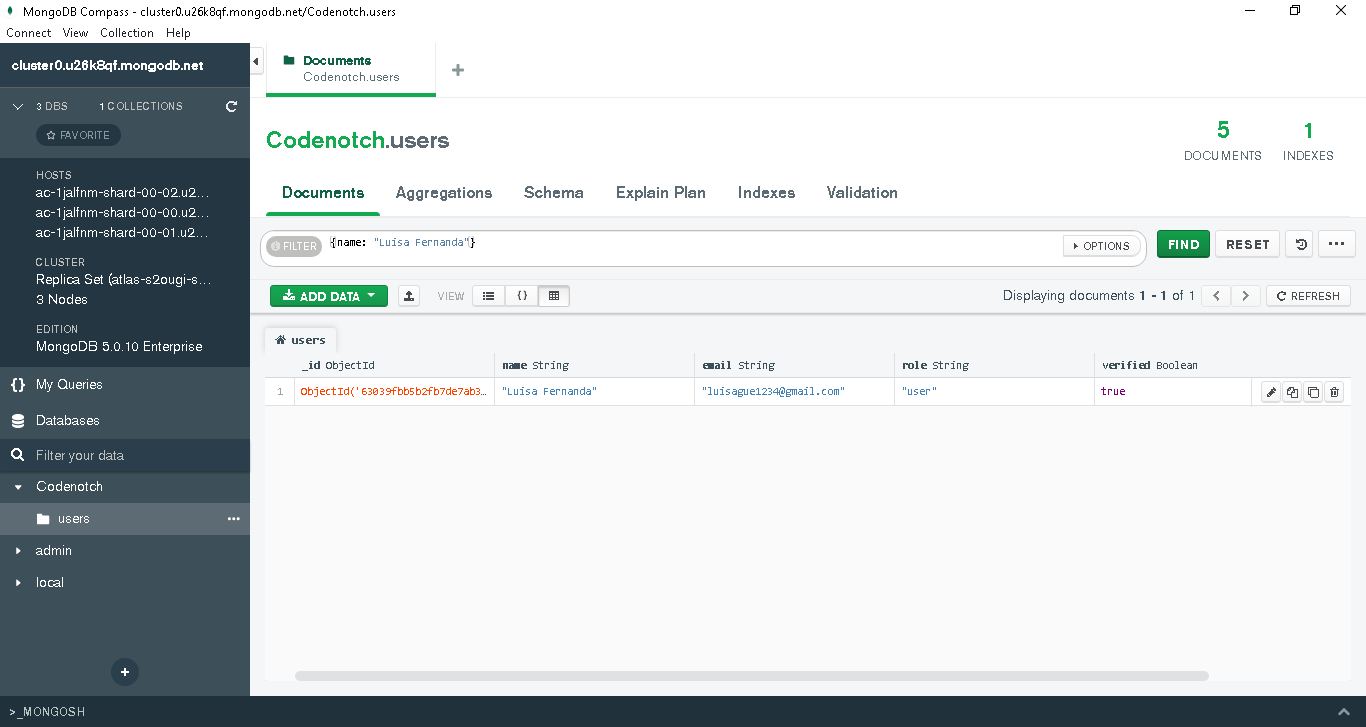 MongoDB Compass - cluster0.u26k8qf.mongodb.net/Codenotch.users
Connect View Collection Help
cluster0.u26k8qf.mongodb.net
3 DBS 1 COLLECTIONS
FAVORITE
HOSTS
ac-1jalfnm-shard-00-02.u2...
ac-1jalfnm-shard-00-00.u2...
ac-1jalfnm-shard-00-01.u2...
CLUSTER
Replica Set (atlas-s2ougi-s...
3 Nodes
EDITION
MongoDB 5.0.10 Enterprise
My Queries
Databases
Filter your data
Codenotch
users
admin
local
Documents
Codenotch.users
Codenotch.users
5
DOCUMENTS
1
INDEXES
Documents Aggregations Schema Explain Plan Indexes Validation
FILTER {name: "Luisa Fernanda"} OPTIONS FIND RESET
ADD DATA VIEW Displaying documents 1 - 1 of 1 REFRESH
users
_id ObjectId name String email String role String verified Boolean
1 ObjectId('63039fbb5b2fb7de7ab3... "Luisa Fernanda" "luisague1234@gmail.com" "user" true
>_MONGOSH